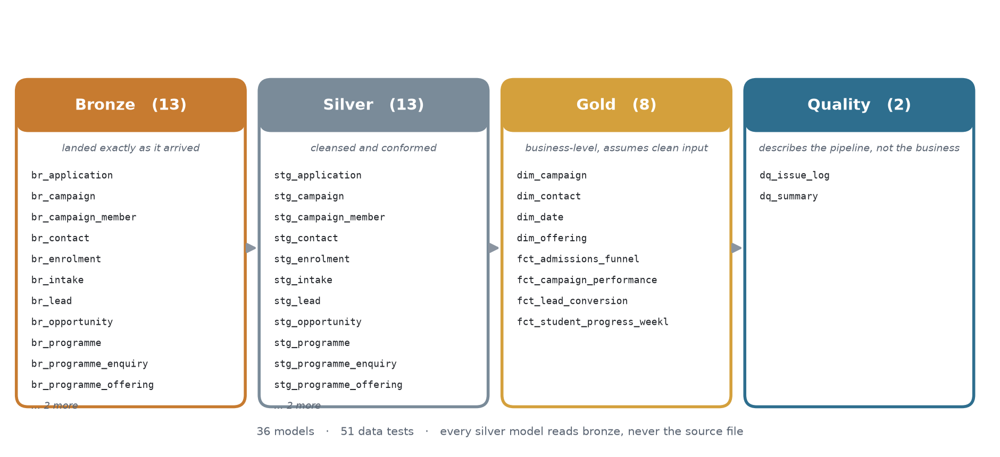 Bronze (13)
landed exactly as it arrived
br_application
br_campaign
br_campaign_member
br_contact
br_enrolment
br_intake
br_lead
br_opportunity
br_programme
br_programme_enquiry
br_programme_offering
... 2 more
Silver (13)
cleansed and conformed
stg_application
stg_campaign
stg_campaign_member
stg_contact
stg_enrolment
stg_intake
stg_lead
stg_opportunity
stg_programme
stg_programme_enquiry
stg_programme_offering
... 2 more
Gold (8)
business-level, assumes clean input
dim_campaign
dim_contact
dim_date
dim_offering
fct_admissions_funnel
fct_campaign_performance
fct_lead_conversion
fct_student_progress_weekl
Quality (2)
describes the pipeline, not the business
dq_issue_log
dq_summary
36 models · 51 data tests · every silver model reads bronze, never the source file